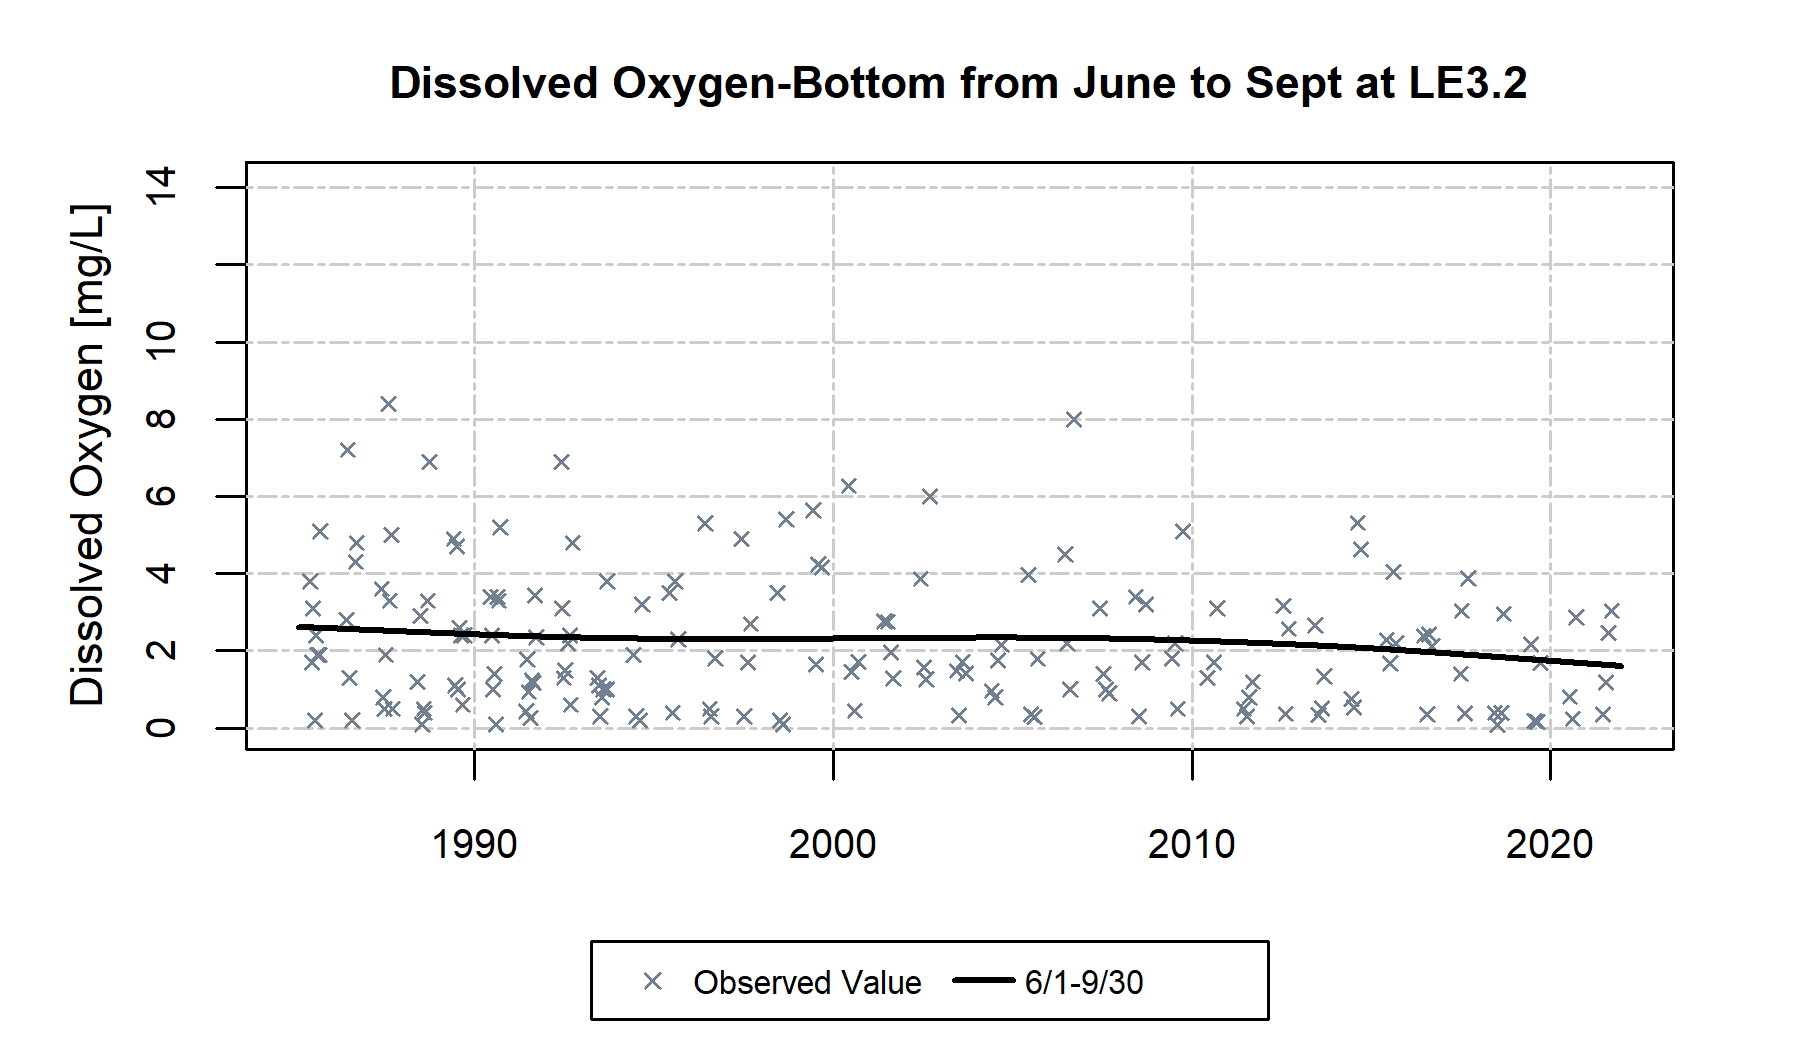 Dissolved Oxygen-Bottom from June to Sept at LE3.2
Dissolved Oxygen [mg/L]
14
10
8
6
4
2
0
1990 2000 2010 2020
Observed Value 6/1-9/30